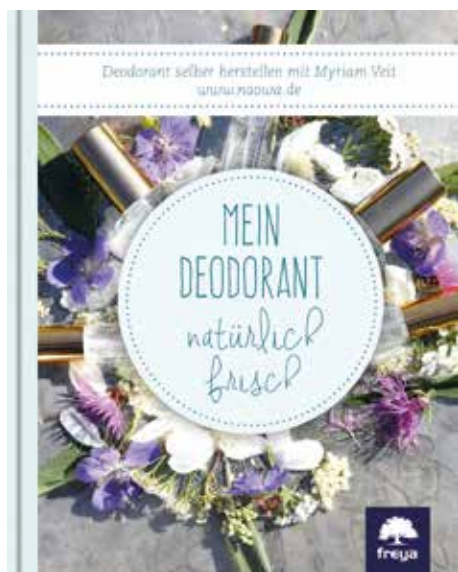 Deodorant selber herstellen mit Myriam Veit
www.naowa.de
MEIN
DEODORANT
natürlich
frisch
freya